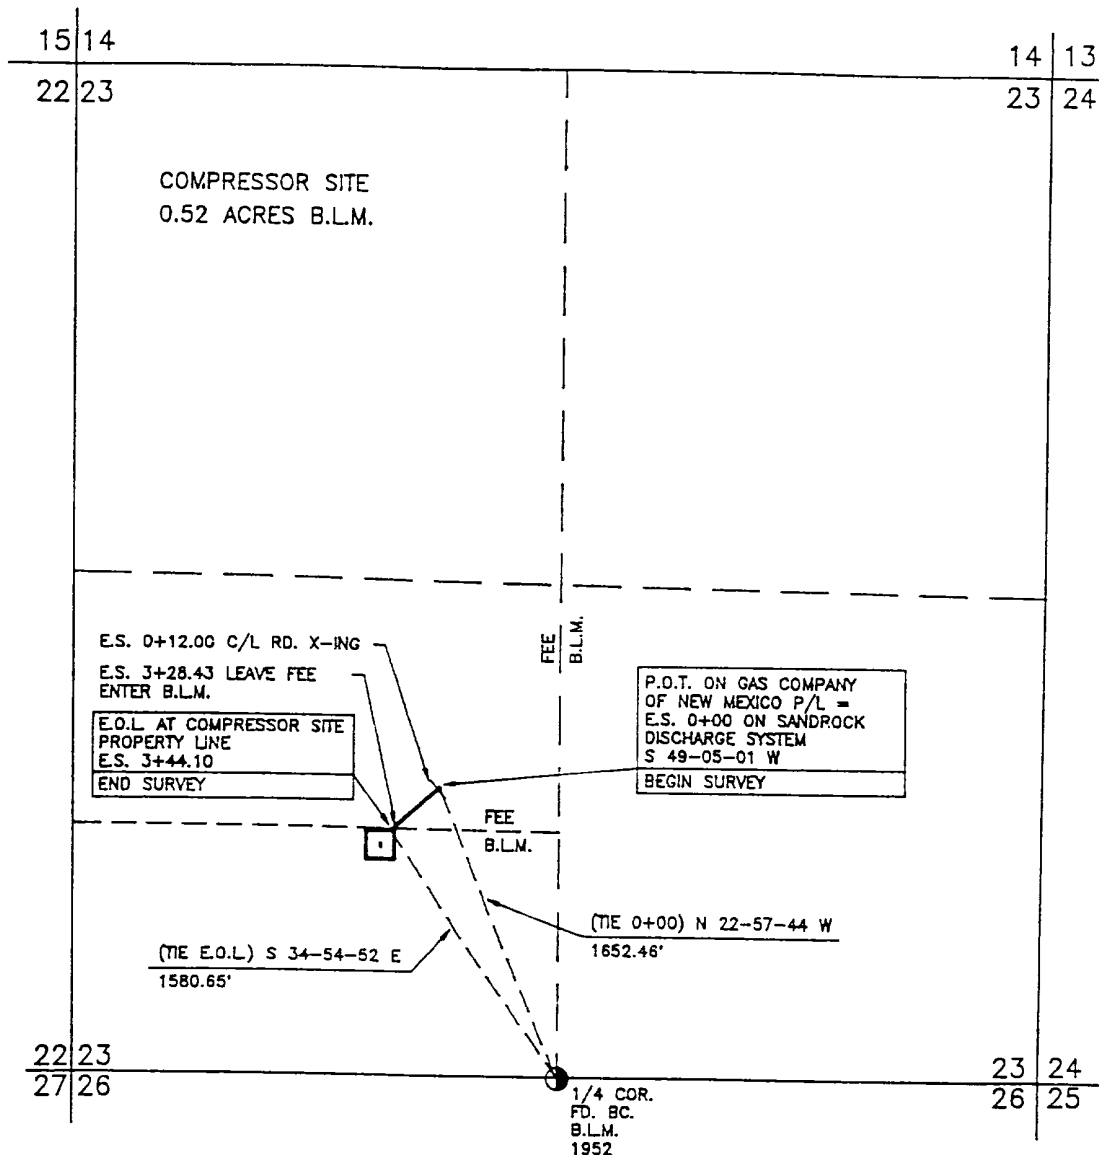 15 14
22 23
14 13
23 24
COMPRESSOR SITE
0.52 ACRES B.L.M.
FEE
B.L.M.
E.S. 0+12.00 C/L RD. X-ING
E.S. 3+28.43 LEAVE FEE
ENTER B.L.M.
E.O.L. AT COMPRESSOR SITE
PROPERTY LINE
E.S. 3+44.10
END SURVEY
P.O.T. ON GAS COMPANY
OF NEW MEXICO P/L =
E.S. 0+00 ON SANDROCK
DISCHARGE SYSTEM
S 49-05-01 W
BEGIN SURVEY
FEE
B.L.M.
(TIE 0+00) N 22-57-44 W
1652.46'
(TIE E.O.L.) S 34-54-52 E
1580.65'
22 23
27 26
23 24
26 25
1/4 COR.
FD. BC.
B.L.M.
1952